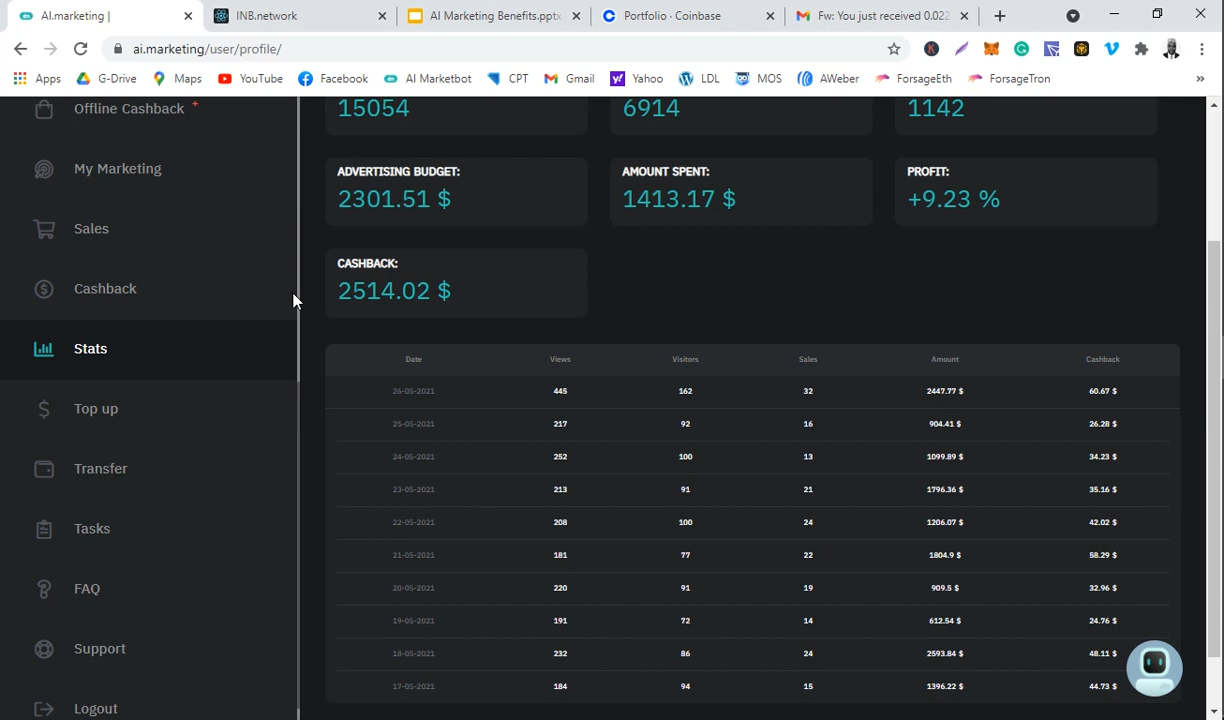 AI.marketing |
INB.network
AI Marketing Benefits.pptx
Portfolio - Coinbase
Fw: You just received 0.022
ai.marketing/user/profile/
Apps G-Drive Maps YouTube Facebook AI Marketbot CPT Gmail Yahoo LDL MOS AWeber ForsageEth ForsageTron »
Offline Cashback *
My Marketing
Sales
Cashback
Stats
Top up
Transfer
Tasks
FAQ
Support
Logout
15054 6914 1142
ADVERTISING BUDGET: AMOUNT SPENT: PROFIT:
2301.51 $ 1413.17 $ +9.23 %
CASHBACK:
2514.02 $
Date Views Visitors Sales Amount Cashback
26-05-2021 445 162 32 2447.77 $ 60.67 $
25-05-2021 217 92 16 904.41 $ 26.28 $
24-05-2021 252 100 13 1099.89 $ 34.23 $
23-05-2021 213 91 21 1796.36 $ 35.16 $
22-05-2021 208 100 24 1206.07 $ 42.02 $
21-05-2021 181 77 22 1804.9 $ 58.29 $
20-05-2021 220 91 19 909.5 $ 32.96 $
19-05-2021 191 72 14 612.54 $ 24.76 $
18-05-2021 232 86 24 2593.84 $ 48.11 $
17-05-2021 184 94 15 1396.22 $ 44.73 $